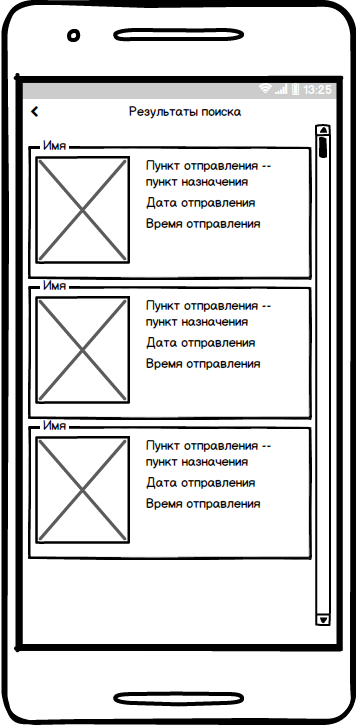 13:25
Результаты поиска
Имя
Пункт отправления --
пункт назначения
Дата отправления
Время отправления
Имя
Пункт отправления --
пункт назначения
Дата отправления
Время отправления
Имя
Пункт отправления --
пункт назначения
Дата отправления
Время отправления